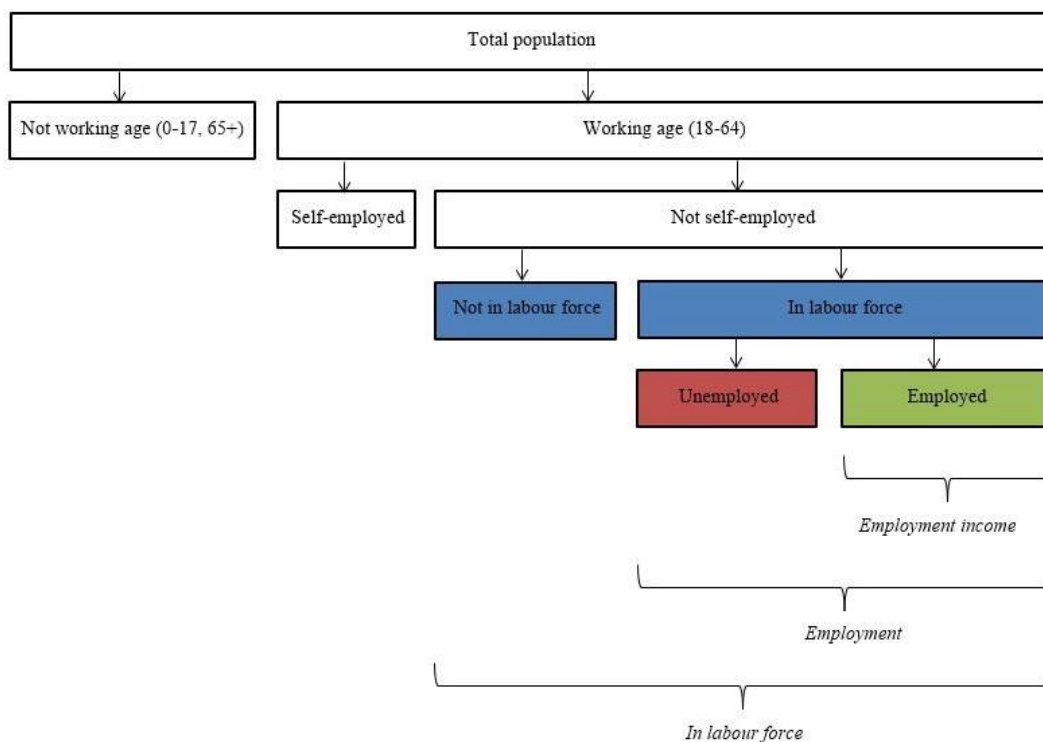 Total population
Not working age (0-17, 65+)
Working age (18-64)
Self-employed
Not self-employed
Not in labour force
In labour force
Unemployed
Employed
Employment income
Employment
In labour force